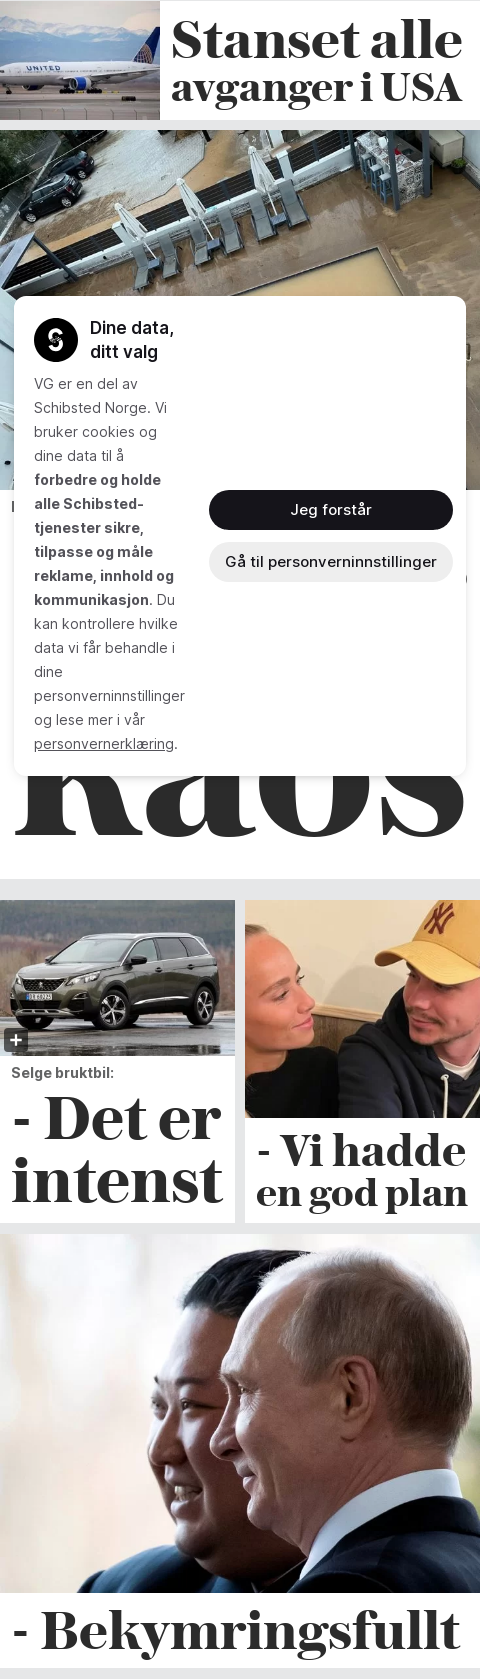 UNITED
Stanset alle
avganger i USA
Dine data,
ditt valg
VG er en del av
Schibsted Norge. Vi
bruker cookies og
dine data til å
forbedre og holde
alle Schibsted-
tjenester sikre,
tilpasse og måle
reklame, innhold og
kommunikasjon. Du
kan kontrollere hvilke
data vi får behandle i
dine
personverninnstillinger
og lese mer i vår
personvernerklæring.
Jeg forstår
Gå til personverninnstillinger
kaos
Selge bruktbil:
- Det er
intenst
- Vi hadde
en god plan
- Bekymringsfullt